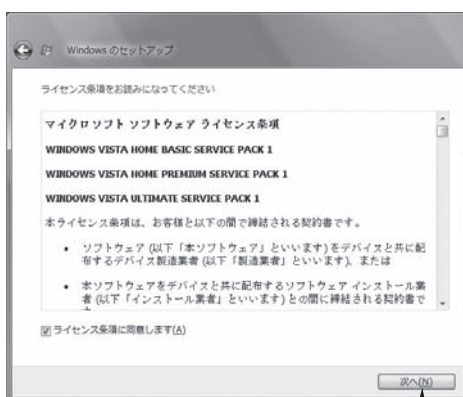 Windows のセットアップ
ライセンス条項をお読みになってください
マイクロソフト ソフトウェア ライセンス条項
WINDOWS VISTA HOME BASIC SERVICE PACK 1
WINDOWS VISTA HOME PREMIUM SERVICE PACK 1
WINDOWS VISTA ULTIMATE SERVICE PACK 1
本ライセンス条項は、お客様と以下の間で締結される契約書です。
• ソフトウェア (以下「本ソフトウェア」といいます) をデバイスと共に配
布するデバイス製造業者 (以下「製造業者」といいます)、または
• 本ソフトウェアをデバイスと共に配布するソフトウェア インストール業
者 (以下「インストール業者」といいます) との間に締結される契約書で
ライセンス条項に同意します(A)
次へ(N)